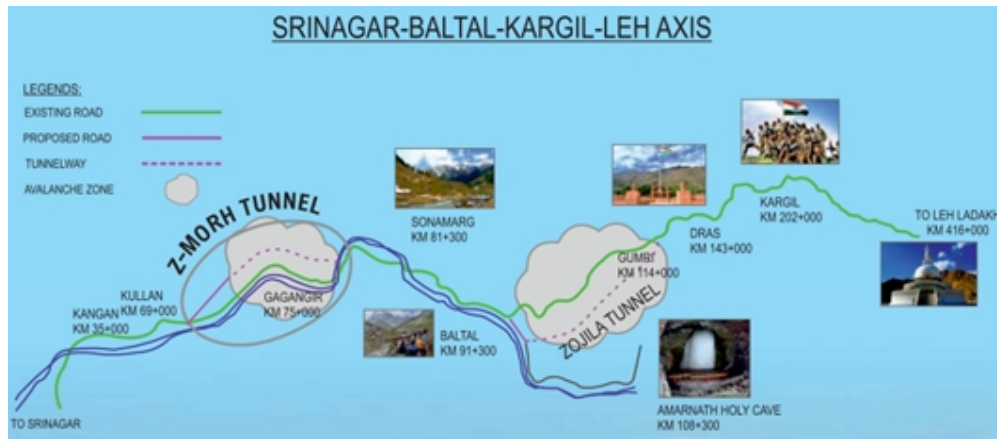 SRINAGAR-BALTAL-KARGIL-LEH AXIS
LEGENDS:
EXISTING ROAD
PROPOSED ROAD
TUNNELWAY
AVALANCHE ZONE
Z-MORH TUNNEL
SONAMARG
KM 81+300
KARGIL
KM 202+000
TO LEH LADAKH
KM 416+000
DRAS
KM 143+000
GUMRI
KM 114+000
KULLAN
KM 69+000
KANGAN
KM 35+000
GAGANGIR
KM 75+000
ZOJILA TUNNEL
BALTAL
KM 91+300
AMARNATH HOLY CAVE
KM 108+300
TO SRINAGAR